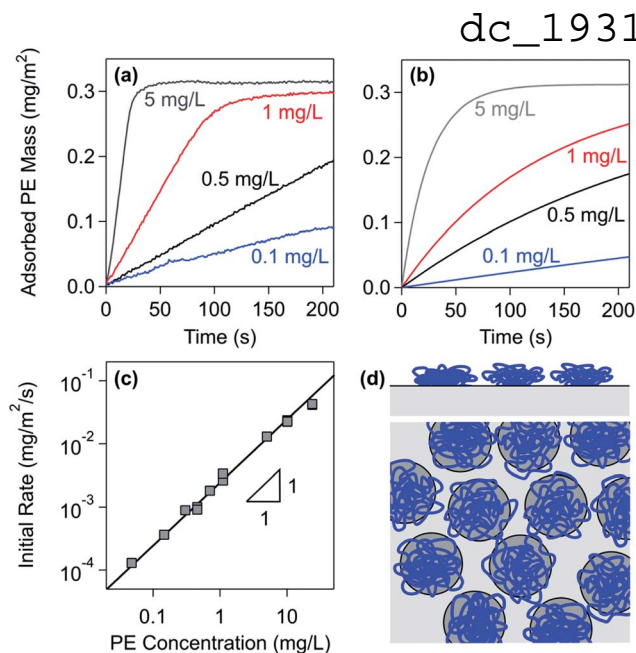 dc_1931
(a)
(b)
Adsorbed PE Mass (mg/m²)
0.3
0.2
0.1
0.0
5 mg/L
1 mg/L
0.5 mg/L
0.1 mg/L
0
50
100
150
200
Time (s)
0.3
0.2
0.1
0.0
5 mg/L
1 mg/L
0.5 mg/L
0.1 mg/L
0
50
100
150
200
Time (s)
(c)
Initial Rate (mg/m²/s)
10⁻¹
10⁻²
10⁻³
10⁻⁴
1
1
0.1
1
10
PE Concentration (mg/L)
(d)